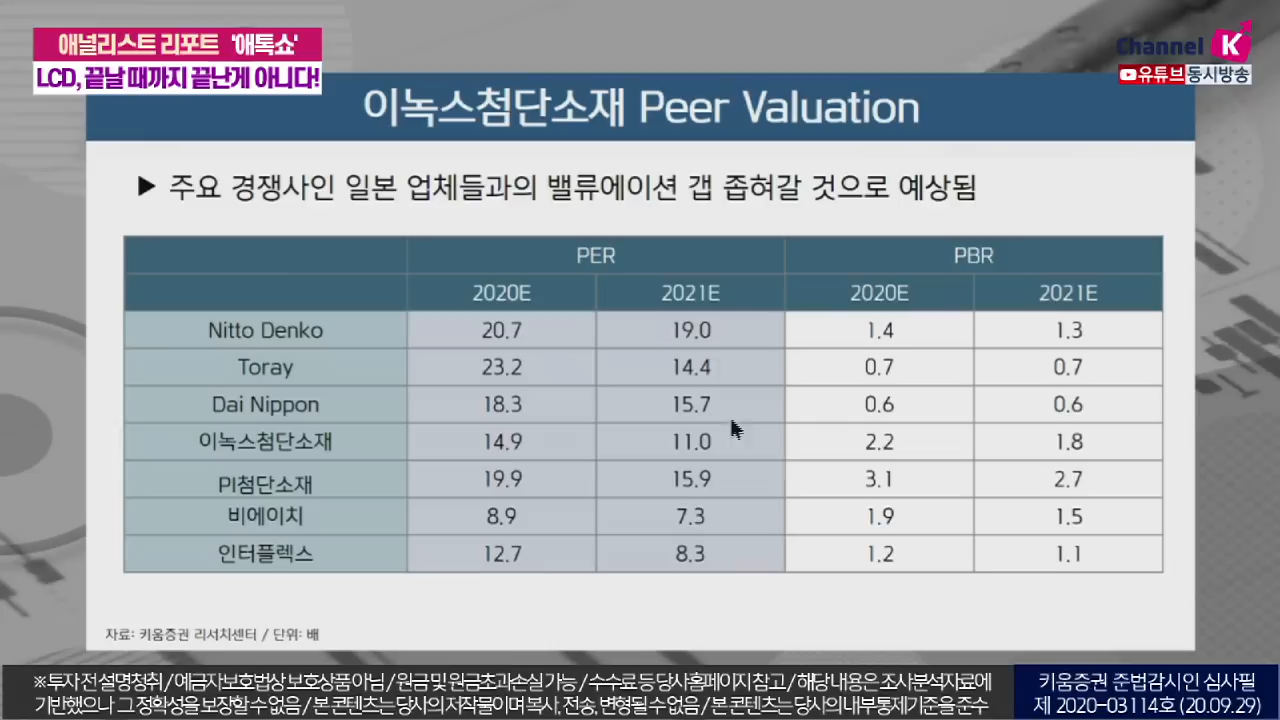 애널리스트 리포트 '애톡쇼'
LCD, 끝날 때까지 끝난게 아니다!
Channel K
유튜브 동시방송
이녹스첨단소재 Peer Valuation
▶ 주요 경쟁사인 일본 업체들과의 밸류에이션 갭 좁혀갈 것으로 예상됨
PER PBR
2020E 2021E 2020E 2021E
Nitto Denko 20.7 19.0 1.4 1.3
Toray 23.2 14.4 0.7 0.7
Dai Nippon 18.3 15.7 0.6 0.6
이녹스첨단소재 14.9 11.0 2.2 1.8
PI첨단소재 19.9 15.9 3.1 2.7
비에이치 8.9 7.3 1.9 1.5
인터플렉스 12.7 8.3 1.2 1.1
자료: 키움증권 리서치센터 / 단위: 배
※ 투자 전 설명청취 / 예금자보호법상 보호상품 아님 / 원금 및 원금초과손실 가능 / 수수료 등 당사홈페이지 참고 / 해당 내용은 조사분석자료에
기반했으나 그 정확성을 보장할 수 없음 / 본 콘텐츠는 당사의 저작물이며 복사, 전송, 변형될 수 없음 / 본 콘텐츠는 당사의 내부통제기준을 준수
키움증권 준법감시인 심사필
제 2020-03114호 (20.09.29)